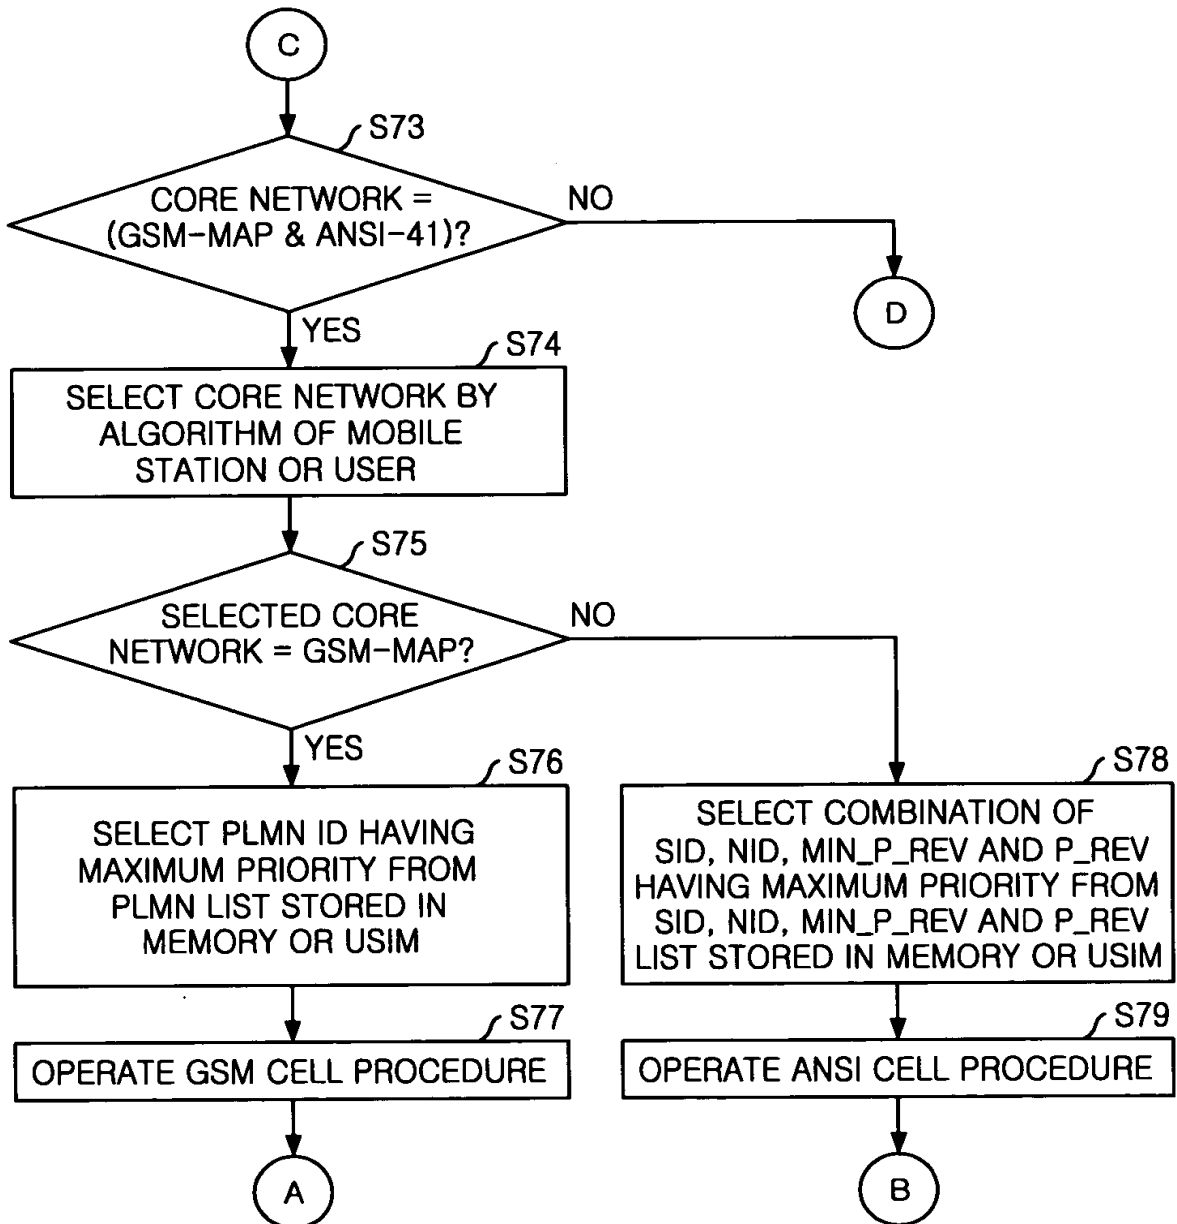 C
S73
CORE NETWORK =
(GSM-MAP & ANSI-41)?
NO
D
YES
S74
SELECT CORE NETWORK BY
ALGORITHM OF MOBILE
STATION OR USER
S75
SELECTED CORE
NETWORK = GSM-MAP?
NO
YES
S76
SELECT PLMN ID HAVING
MAXIMUM PRIORITY FROM
PLMN LIST STORED IN
MEMORY OR USIM
S78
SELECT COMBINATION OF
SID, NID, MIN_P_REV AND P_REV
HAVING MAXIMUM PRIORITY FROM
SID, NID, MIN_P_REV AND P_REV
LIST STORED IN MEMORY OR USIM
S77
OPERATE GSM CELL PROCEDURE
S79
OPERATE ANSI CELL PROCEDURE
A
B